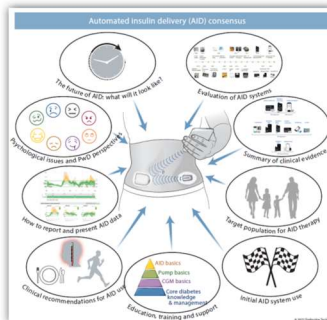 Automated insulin delivery (AID) consensus
The future of AID: what will it look like?
Evaluation of AID systems
Psychological issues and PwD perspectives
Summary of clinical evidence
How to report and present AID data
Target population for AID therapy
Clinical recommendations for AID use
AID basics
Pump basics
CGM basics
Core diabetes
knowledge
& management
Education, training and support
Initial AID system use